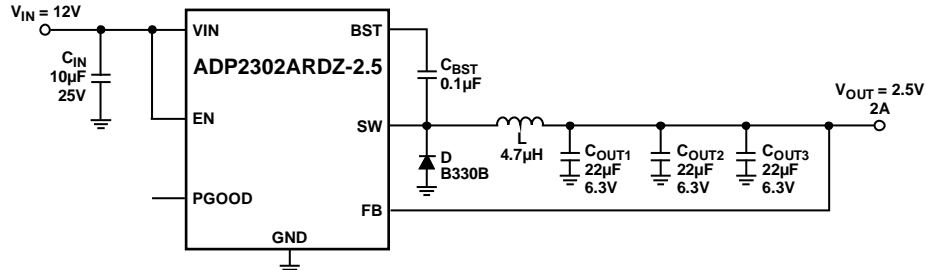 VIN = 12V
CIN
10µF
25V
VIN
EN
PGOOD
ADP2302ARDZ-2.5
BST
SW
FB
GND
CBST
0.1µF
D
B330B
L
4.7µH
COUT1
22µF
6.3V
COUT2
22µF
6.3V
COUT3
22µF
6.3V
VOUT = 2.5V
2A